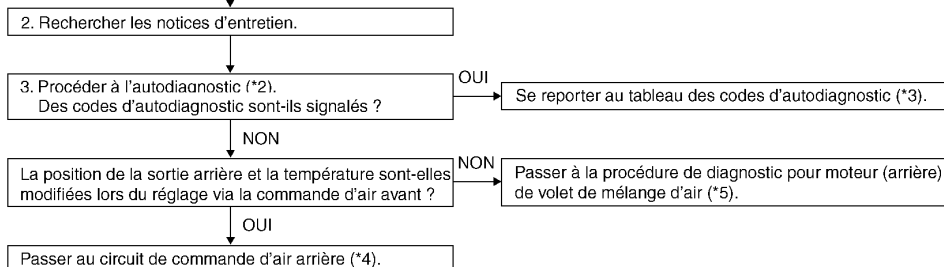 2. Rechercher les notices d'entretien.
3. Procéder à l'autodiagnostic (*2).
Des codes d'autodiagnostic sont-ils signalés ?
OUI
Se reporter au tableau des codes d'autodiagnostic (*3).
NON
La position de la sortie arrière et la température sont-elles
modifiées lors du réglage via la commande d'air avant ?
NON
Passer à la procédure de diagnostic pour moteur (arrière)
de volet de mélange d'air (*5).
OUI
Passer au circuit de commande d'air arrière (*4).